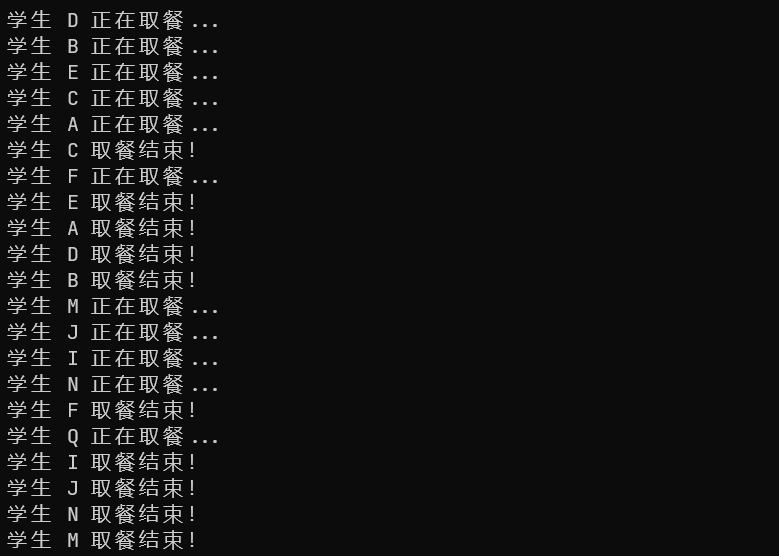 学生 D 正在取餐...
学生 B 正在取餐...
学生 E 正在取餐...
学生 C 正在取餐...
学生 A 正在取餐...
学生 C 取餐结束!
学生 F 正在取餐...
学生 E 取餐结束!
学生 A 取餐结束!
学生 D 取餐结束!
学生 B 取餐结束!
学生 M 正在取餐...
学生 J 正在取餐...
学生 I 正在取餐...
学生 N 正在取餐...
学生 F 取餐结束!
学生 Q 正在取餐...
学生 I 取餐结束!
学生 J 取餐结束!
学生 N 取餐结束!
学生 M 取餐结束!